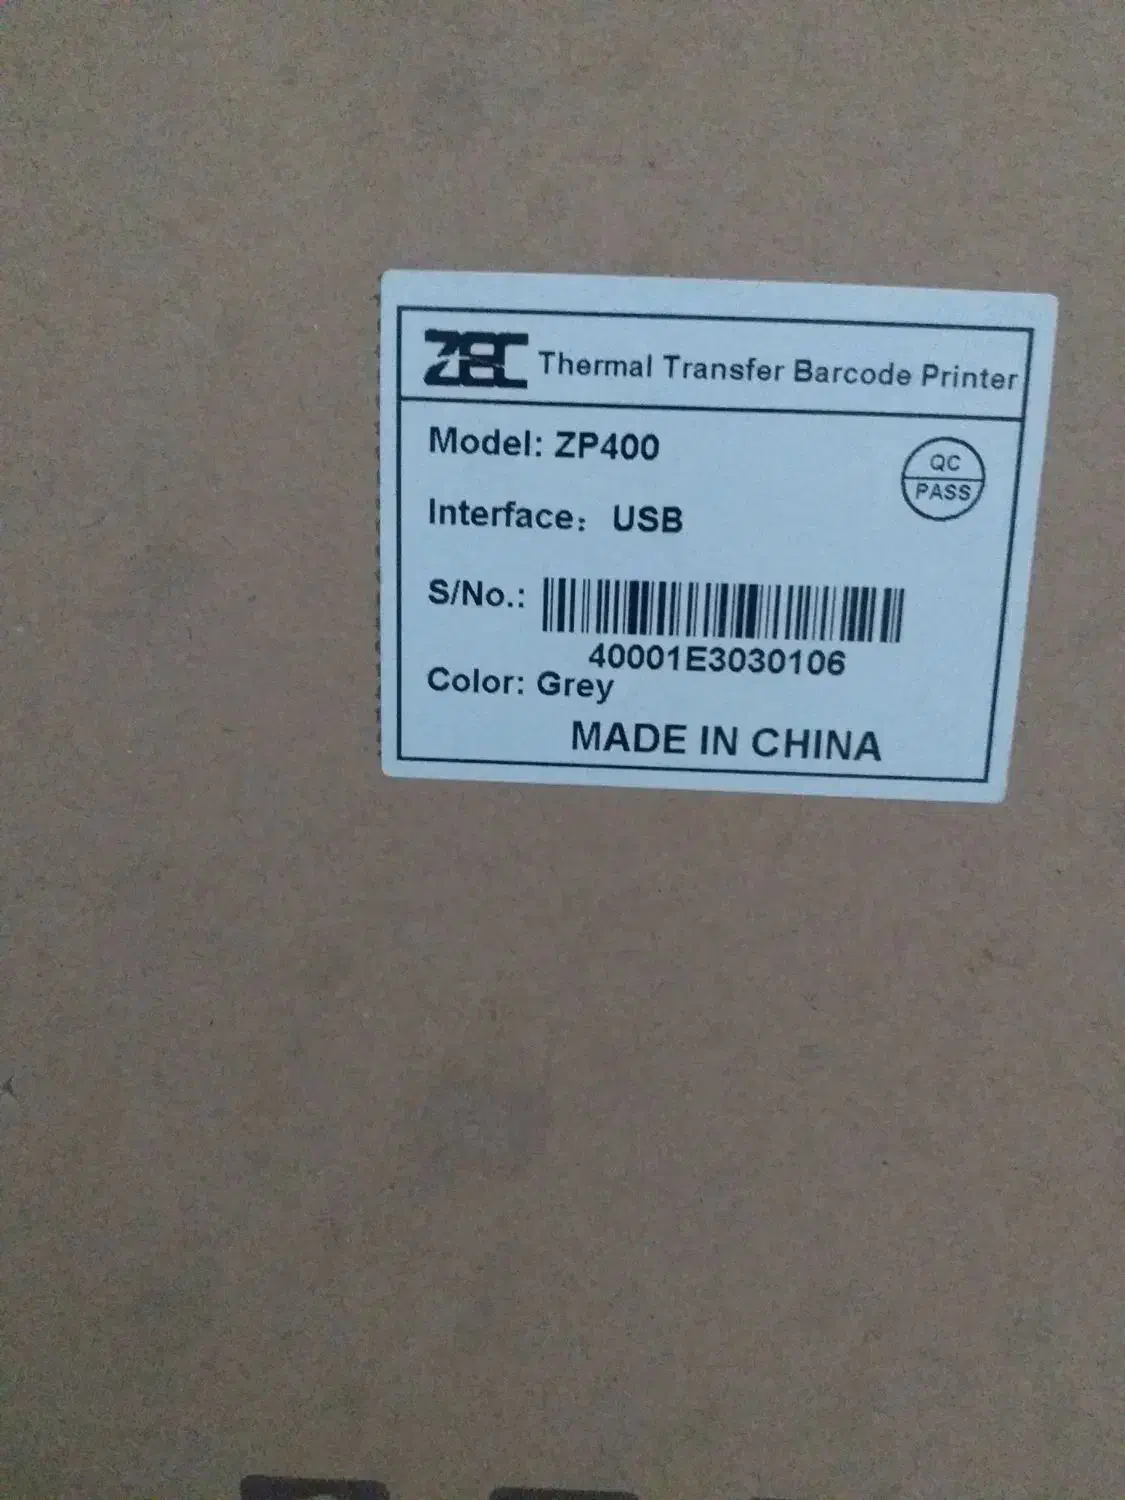 ZEC Thermal Transfer Barcode Printer
Model: ZP400
QC
PASS
Interface： USB
S/No.:
40001E3030106
Color: Grey
MADE IN CHINA